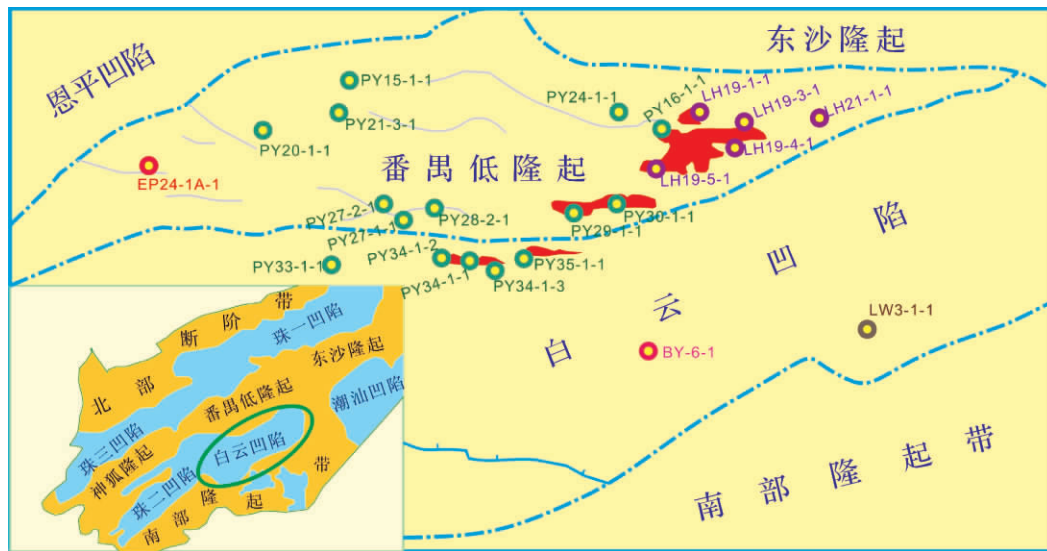 东沙隆起
恩平凹陷
PY15-1-1
PY24-1-1
PY16-1-1
LH19-1-1
LH19-3-1
LH21-1-1
PY21-3-1
PY20-1-1
LH19-4-1
EP24-1A-1
番禺低隆起
LH19-5-1
PY27-2-1
PY28-2-1
PY27-1-1
PY29-1-1
PY30-1-1
白云凹陷
PY33-1-1
PY34-1-2
PY34-1-1
PY34-1-3
PY35-1-1
LW3-1-1
BY-6-1
南部隆起带
北部断阶带
珠一凹陷
东沙隆起
番禺低隆起
潮汕凹陷
珠三凹陷
神狐隆起
白云凹陷
珠二凹陷
南部隆起带